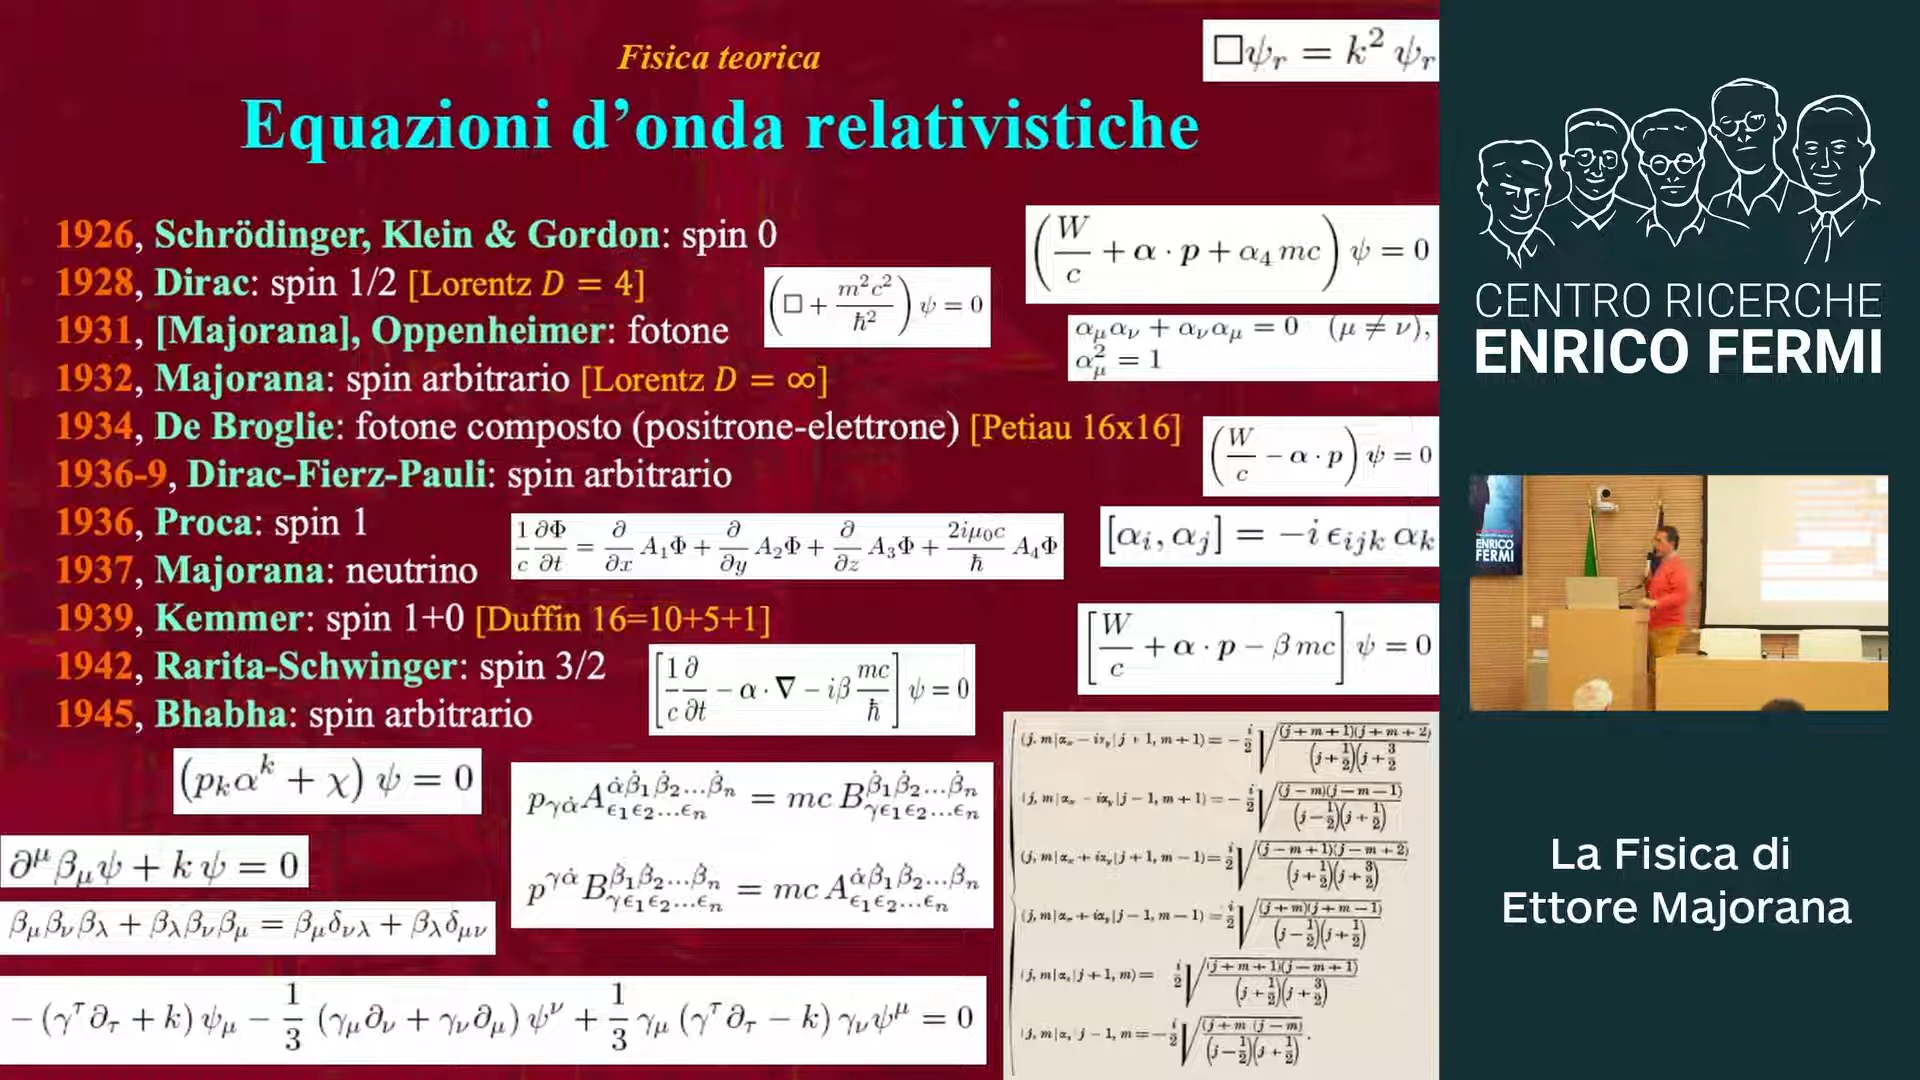 Fisica teorica
□ψ_r = k² ψ_r
Equazioni d'onda relativistiche
1926, Schrödinger, Klein & Gordon: spin 0
1928, Dirac: spin 1/2 [Lorentz D = 4]
1931, [Majorana], Oppenheimer: fotone
1932, Majorana: spin arbitrario [Lorentz D = ∞]
1934, De Broglie: fotone composto (positrone-elettrone) [Petiau 16x16]
1936-9, Dirac-Fierz-Pauli: spin arbitrario
1936, Proca: spin 1
1937, Majorana: neutrino
1939, Kemmer: spin 1+0 [Duffin 16=10+5+1]
1942, Rarita-Schwinger: spin 3/2
1945, Bhabha: spin arbitrario
(W/c + α · p + α₄ mc) ψ = 0
(□ + m²c²/ħ²) ψ = 0
α_μ α_ν + α_ν α_μ = 0 (μ ≠ ν),
α_μ² = 1
(W/c − α · p) ψ = 0
1/c ∂Φ/∂t = ∂/∂x A₁Φ + ∂/∂y A₂Φ + ∂/∂z A₃Φ + 2iμ₀c/ħ A₄Φ
[α_i, α_j] = −i ϵ_ijk α_k
[W/c + α · p − β mc] ψ = 0
[1/c ∂/∂t − α · ∇ − iβ mc/ħ] ψ = 0
(p_k α^k + χ) ψ = 0
p_γα̇ A^α̇β̇₁β̇₂…β̇ₙ_ϵ₁ϵ₂…ϵₙ = mc B^β̇₁β̇₂…β̇ₙ_γϵ₁ϵ₂…ϵₙ
p^γα̇ B^β̇₁β̇₂…β̇ₙ_γϵ₁ϵ₂…ϵₙ = mc A^α̇β̇₁β̇₂…β̇ₙ_ϵ₁ϵ₂…ϵₙ
∂^μ β_μ ψ + k ψ = 0
β_μ β_ν β_λ + β_λ β_ν β_μ = β_μ δ_νλ + β_λ δ_μν
− (γ^τ ∂_τ + k) ψ_μ − 1/3 (γ_μ ∂_ν + γ_ν ∂_μ) ψ^ν + 1/3 γ_μ (γ^τ ∂_τ − k) γ_ν ψ^μ = 0
CENTRO RICERCHE
ENRICO FERMI
ENRICO
FERMI
La Fisica di
Ettore Majorana